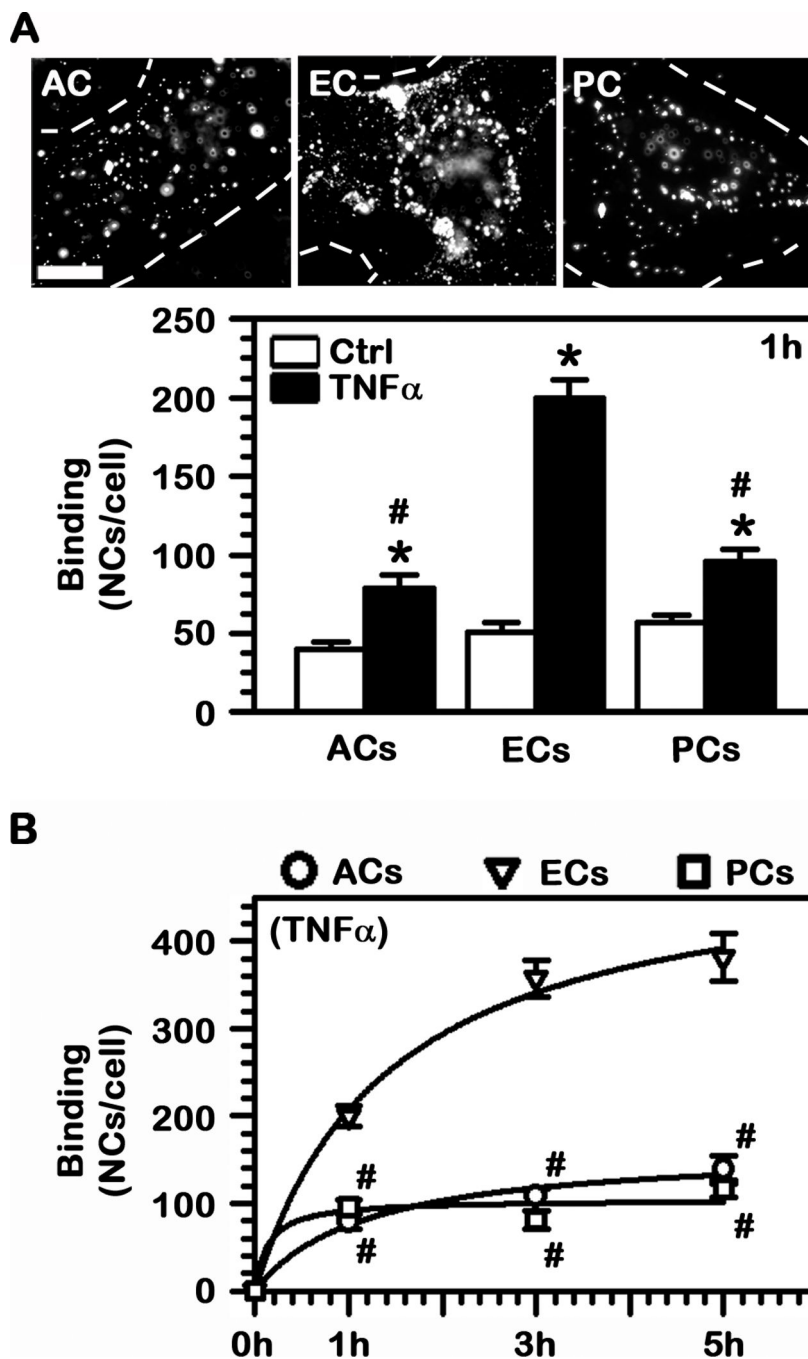 A
AC EC PC
250
200
150
100
50
0
Binding
(NCs/cell)
Ctrl
TNFα
1h
*
# *
# *
ACs ECs PCs
B
ACs ECs PCs
(TNFα)
400
300
200
100
0
Binding
(NCs/cell)
# # #
# # #
0h 1h 3h 5h